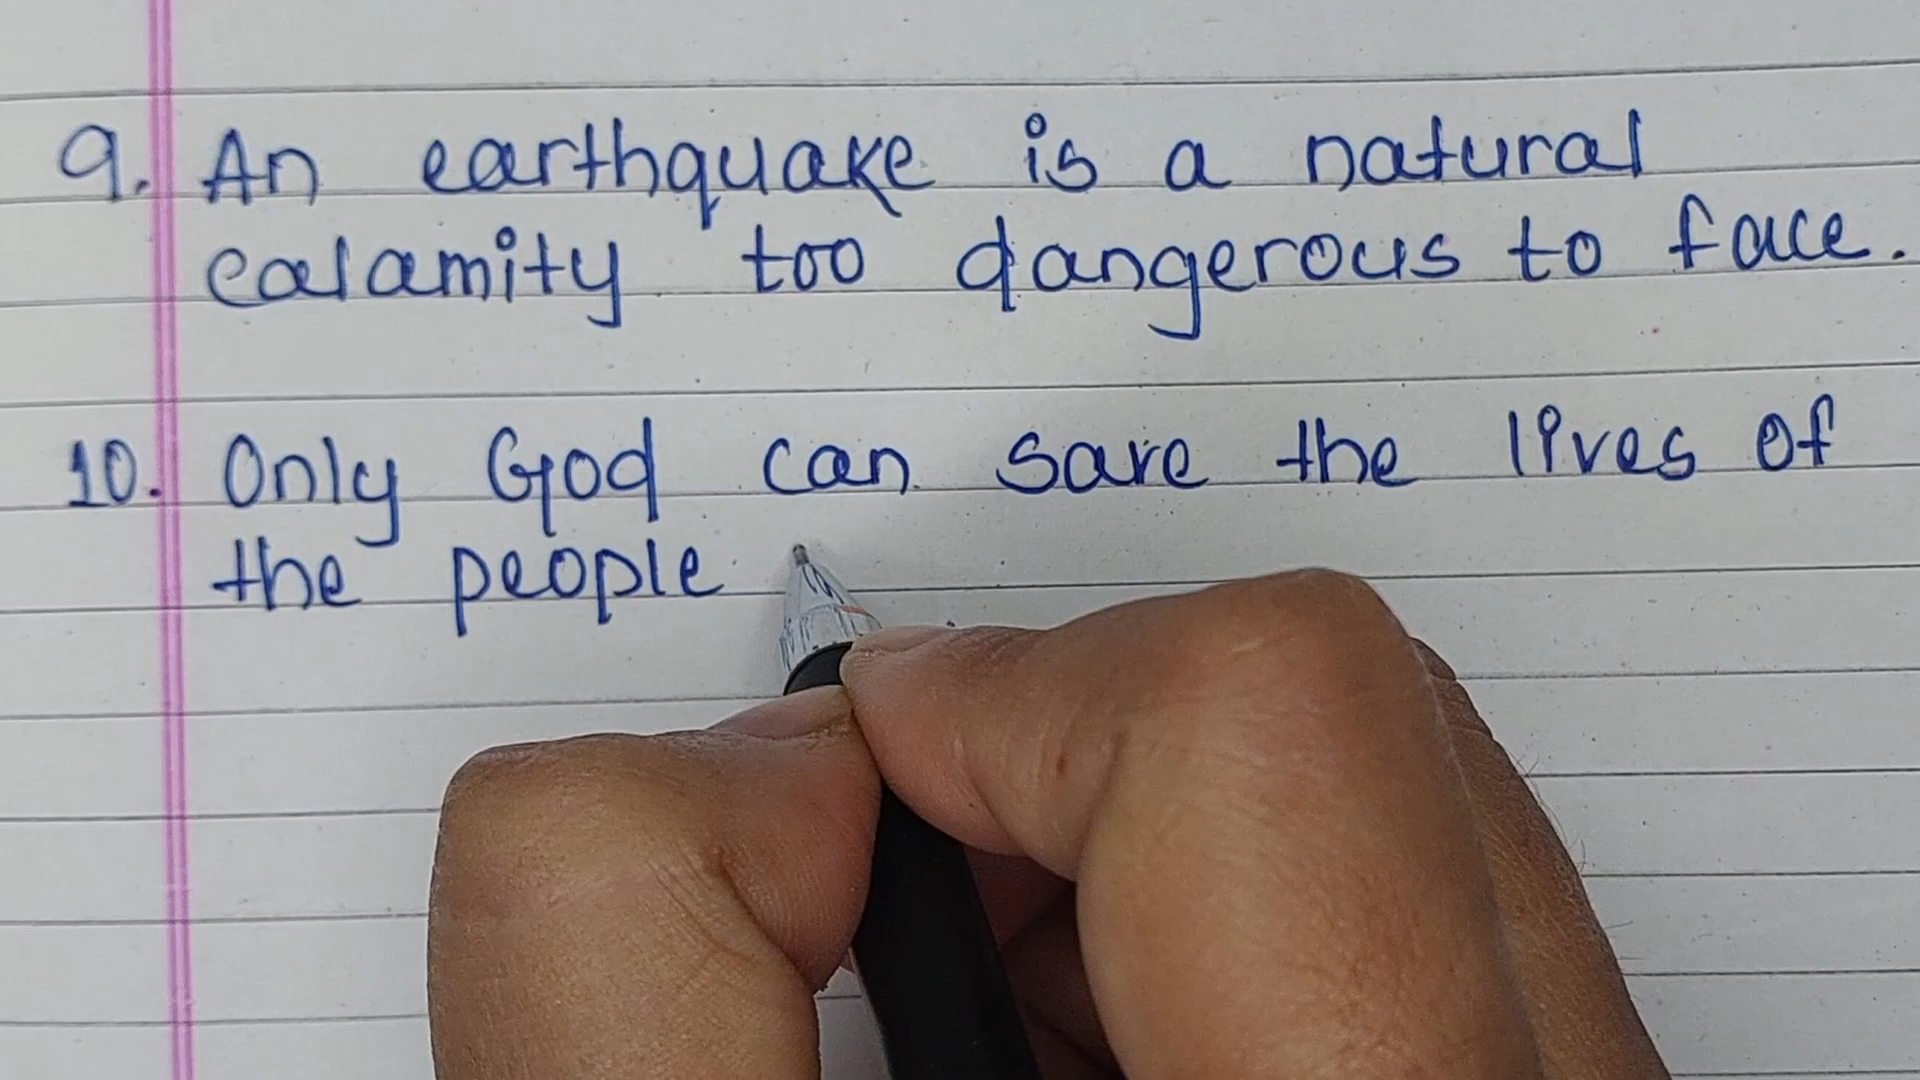 9. An earthquake is a natural
calamity too dangerous to face.
10. Only God can save the lives of
the people